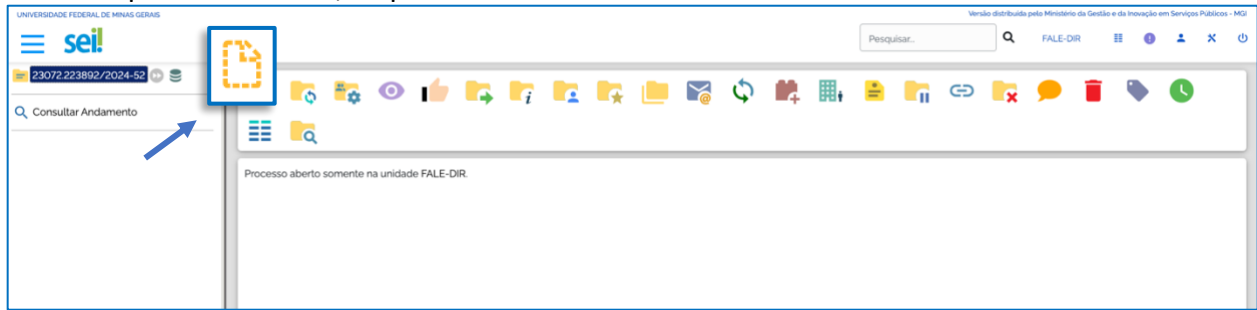 UNIVERSIDADE FEDERAL DE MINAS GERAIS
Versão distribuída pelo Ministério da Gestão e da Inovação em Serviços Públicos - MGI
sei!
Pesquisar...
FALE-DIR
23072.223892/2024-52
Consultar Andamento
Processo aberto somente na unidade FALE-DIR.